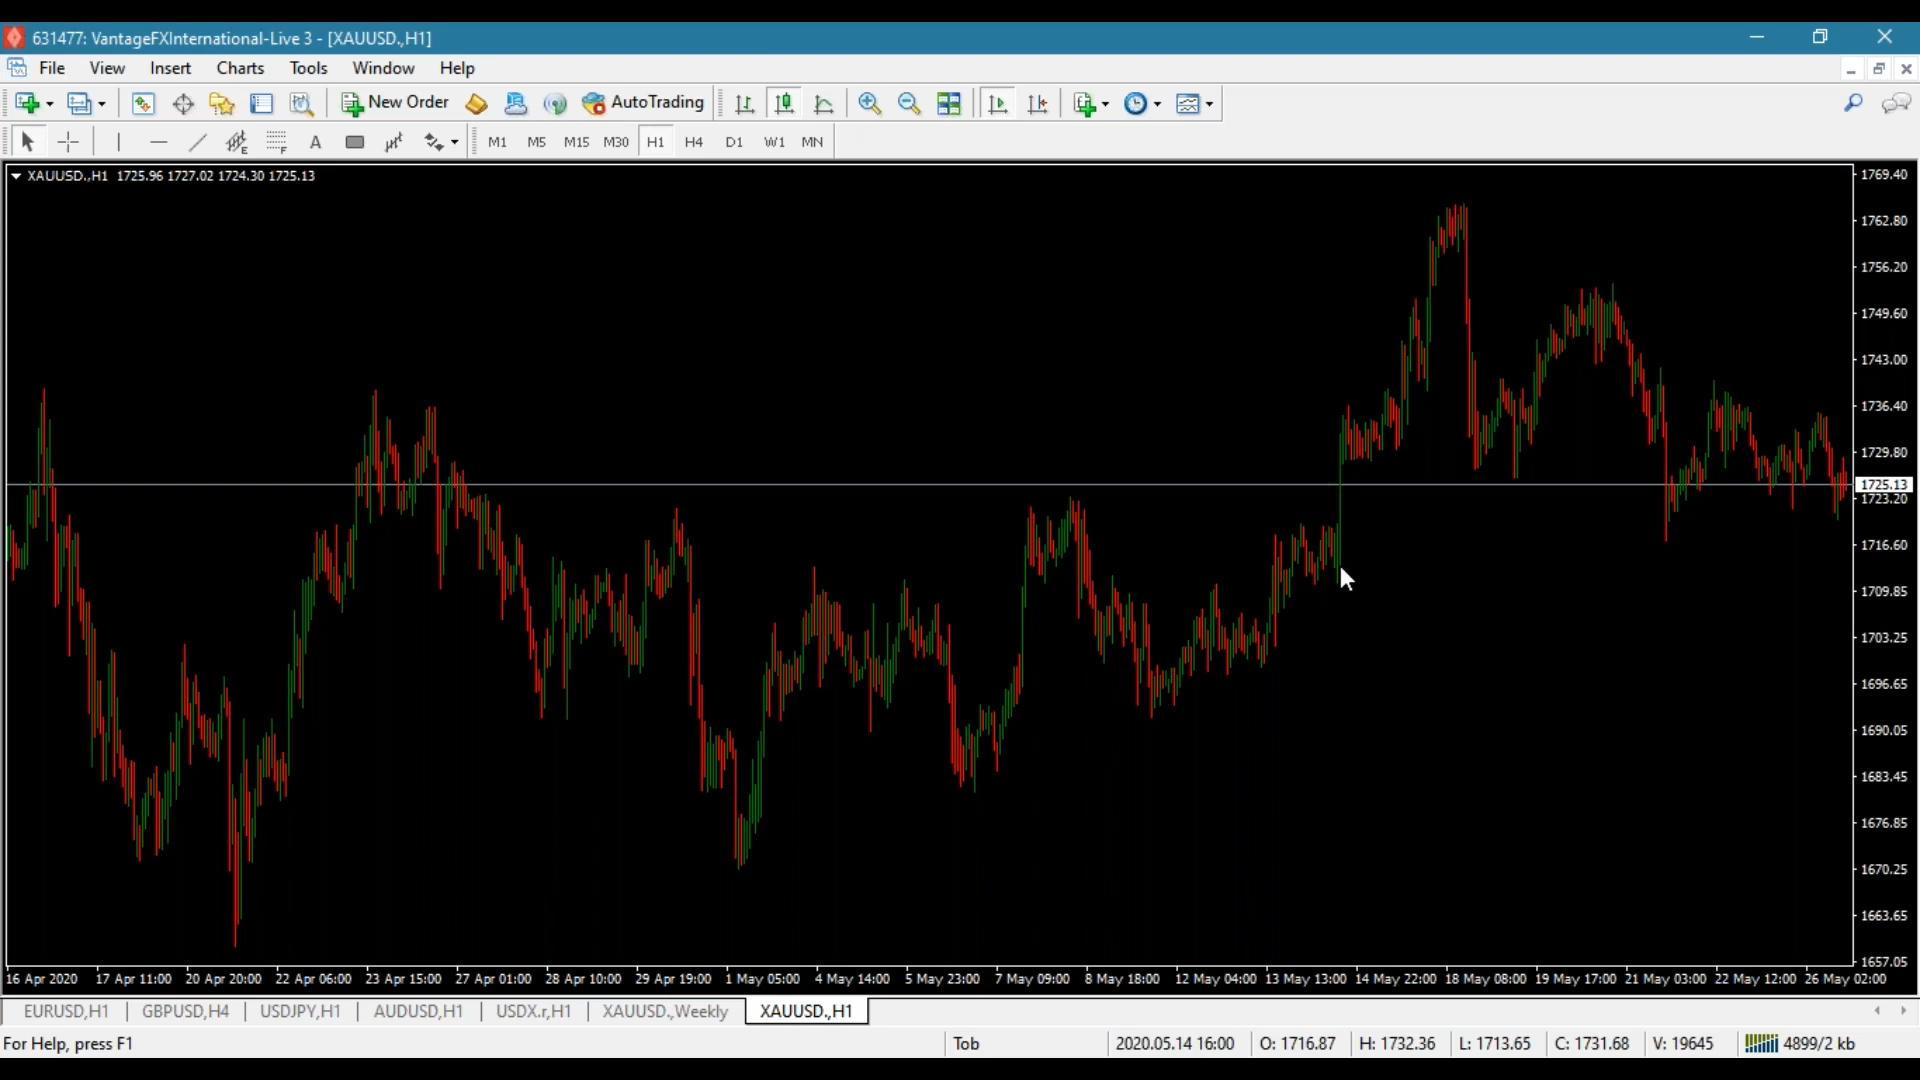 631477: VantageFXInternational-Live 3 - [XAUUSD.,H1]
File View Insert Charts Tools Window Help
New Order AutoTrading
E F A M1 M5 M15 M30 H1 H4 D1 W1 MN
XAUUSD.,H1 1725.96 1727.02 1724.30 1725.13
1769.40
1762.80
1756.20
1749.60
1743.00
1736.40
1729.80
1725.13
1723.20
1716.60
1709.85
1703.25
1696.65
1690.05
1683.45
1676.85
1670.25
1663.65
1657.05
16 Apr 2020 17 Apr 11:00 20 Apr 20:00 22 Apr 06:00 23 Apr 15:00 27 Apr 01:00 28 Apr 10:00 29 Apr 19:00 1 May 05:00 4 May 14:00 5 May 23:00 7 May 09:00 8 May 18:00 12 May 04:00 13 May 13:00 14 May 22:00 18 May 08:00 19 May 17:00 21 May 03:00 22 May 12:00 26 May 02:00
EURUSD,H1 GBPUSD,H4 USDJPY,H1 AUDUSD,H1 USDX.r,H1 XAUUSD.,Weekly XAUUSD.,H1
For Help, press F1 Tob 2020.05.14 16:00 O: 1716.87 H: 1732.36 L: 1713.65 C: 1731.68 V: 19645 4899/2 kb